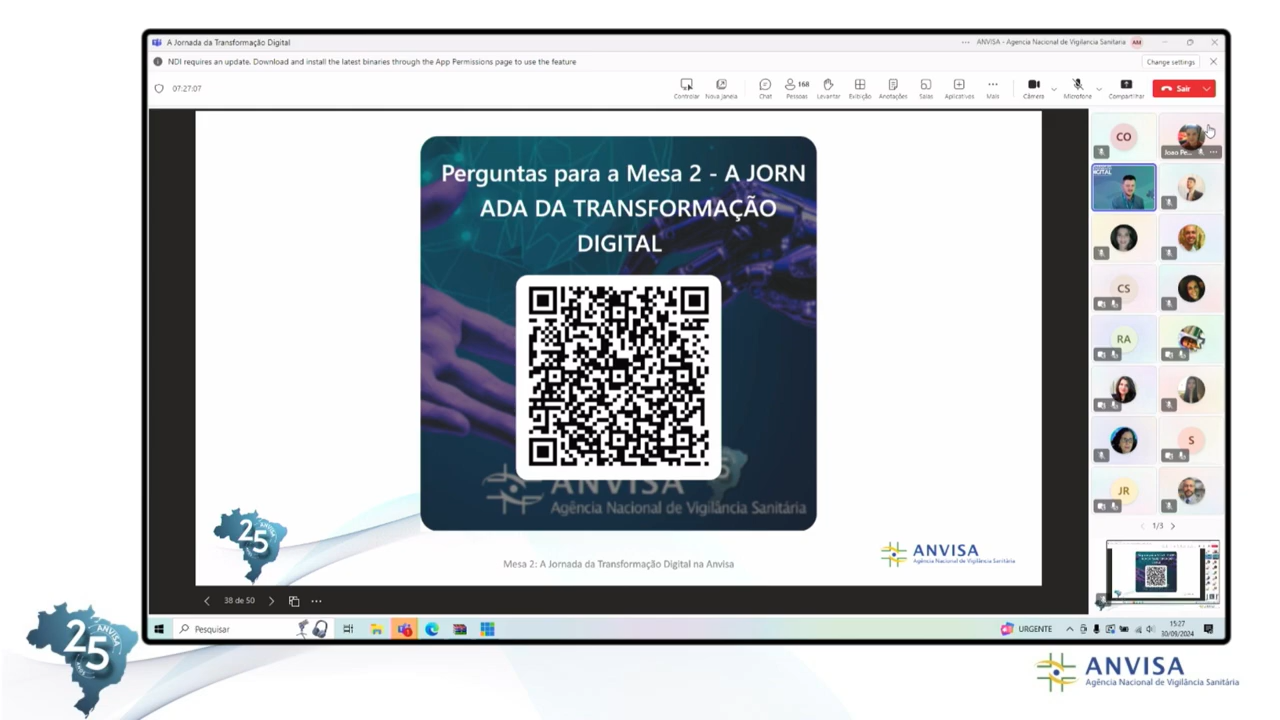 A Jornada da Transformação Digital
ANVISA - Agencia Nacional de Vigilancia Sanitaria
AM
NDI requires an update. Download and install the latest binaries through the App Permissions page to use the feature
Change settings
07:27:07
Controlar
Nova janela
Chat
168
Pessoas
Levantar
Exibição
Anotações
Salas
Aplicativos
Mais
Câmera
Microfone
Compartilhar
Sair
Perguntas para a Mesa 2 - A JORN
ADA DA TRANSFORMAÇÃO
DIGITAL
ANVISA
Agência Nacional de Vigilância Sanitária
25
ANVISA
Mesa 2: A Jornada da Transformação Digital na Anvisa
ANVISA
Agência Nacional de Vigilância Sanitária
CO
Joao Pe...
CS
RA
S
JR
1/3
38 de 50
Pesquisar
URGENTE
15:27
30/09/2024
25
ANVISA
ANVISA
Agência Nacional de Vigilância Sanitária